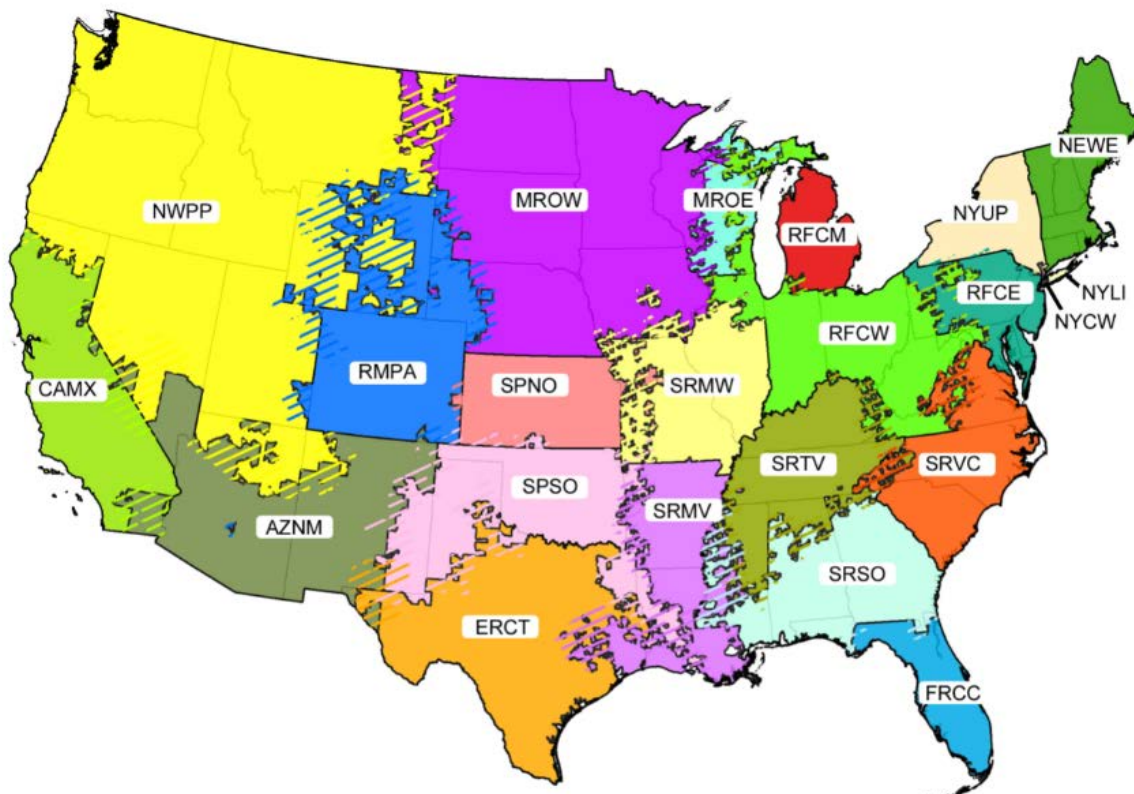 NEWE
NWPP
MROW
MROE
NYUP
RFCM
RFCE
NYLI
NYCW
RFCW
CAMX
RMPA
SPNO
SRMW
SRTV
SRVC
SPSO
SRMV
AZNM
SRSO
ERCT
FRCC